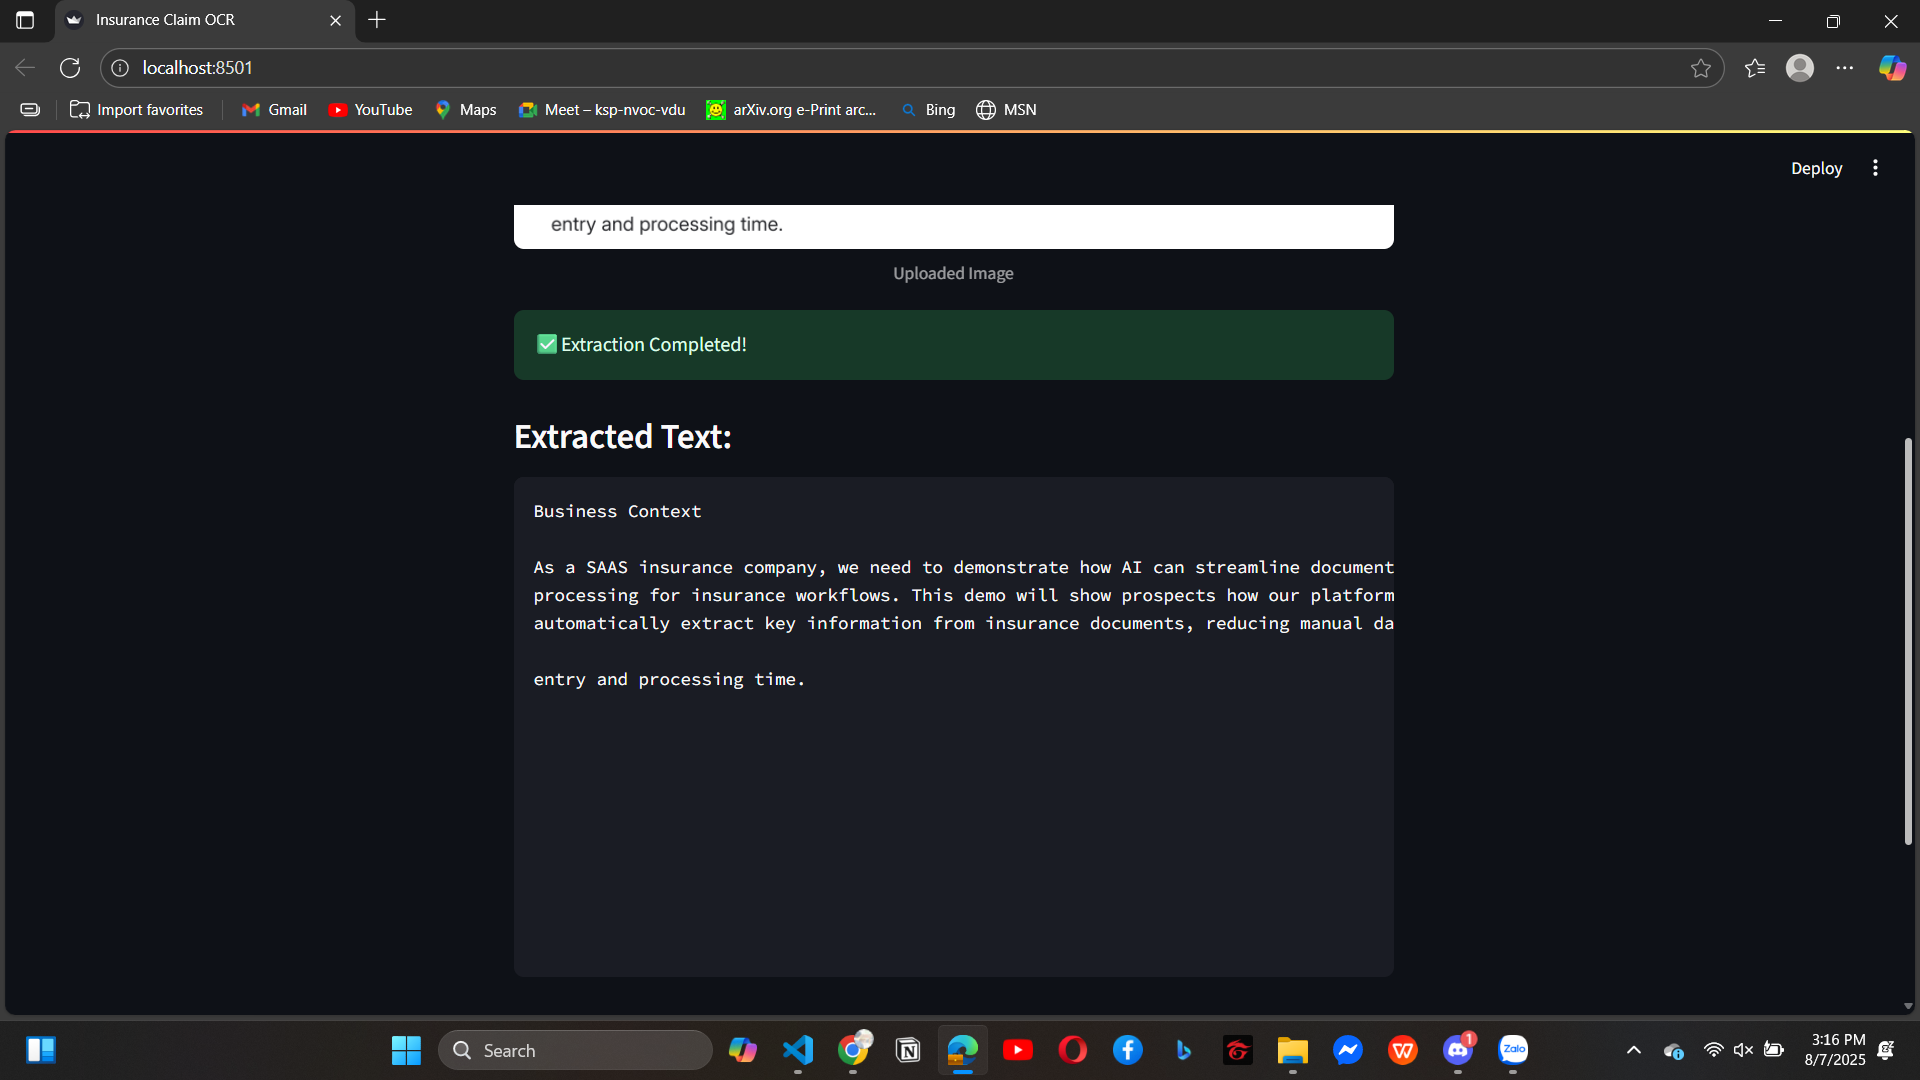 Insurance Claim OCR
localhost:8501
Import favorites
Gmail
YouTube
Maps
Meet – ksp-nvoc-vdu
arXiv.org e-Print arc...
Bing
MSN
Deploy
entry and processing time.
Uploaded Image
Extraction Completed!
Extracted Text:
Business Context
As a SAAS insurance company, we need to demonstrate how AI can streamline document
processing for insurance workflows. This demo will show prospects how our platform
automatically extract key information from insurance documents, reducing manual da
entry and processing time.
Search
1
Zalo
3:16 PM
8/7/2025